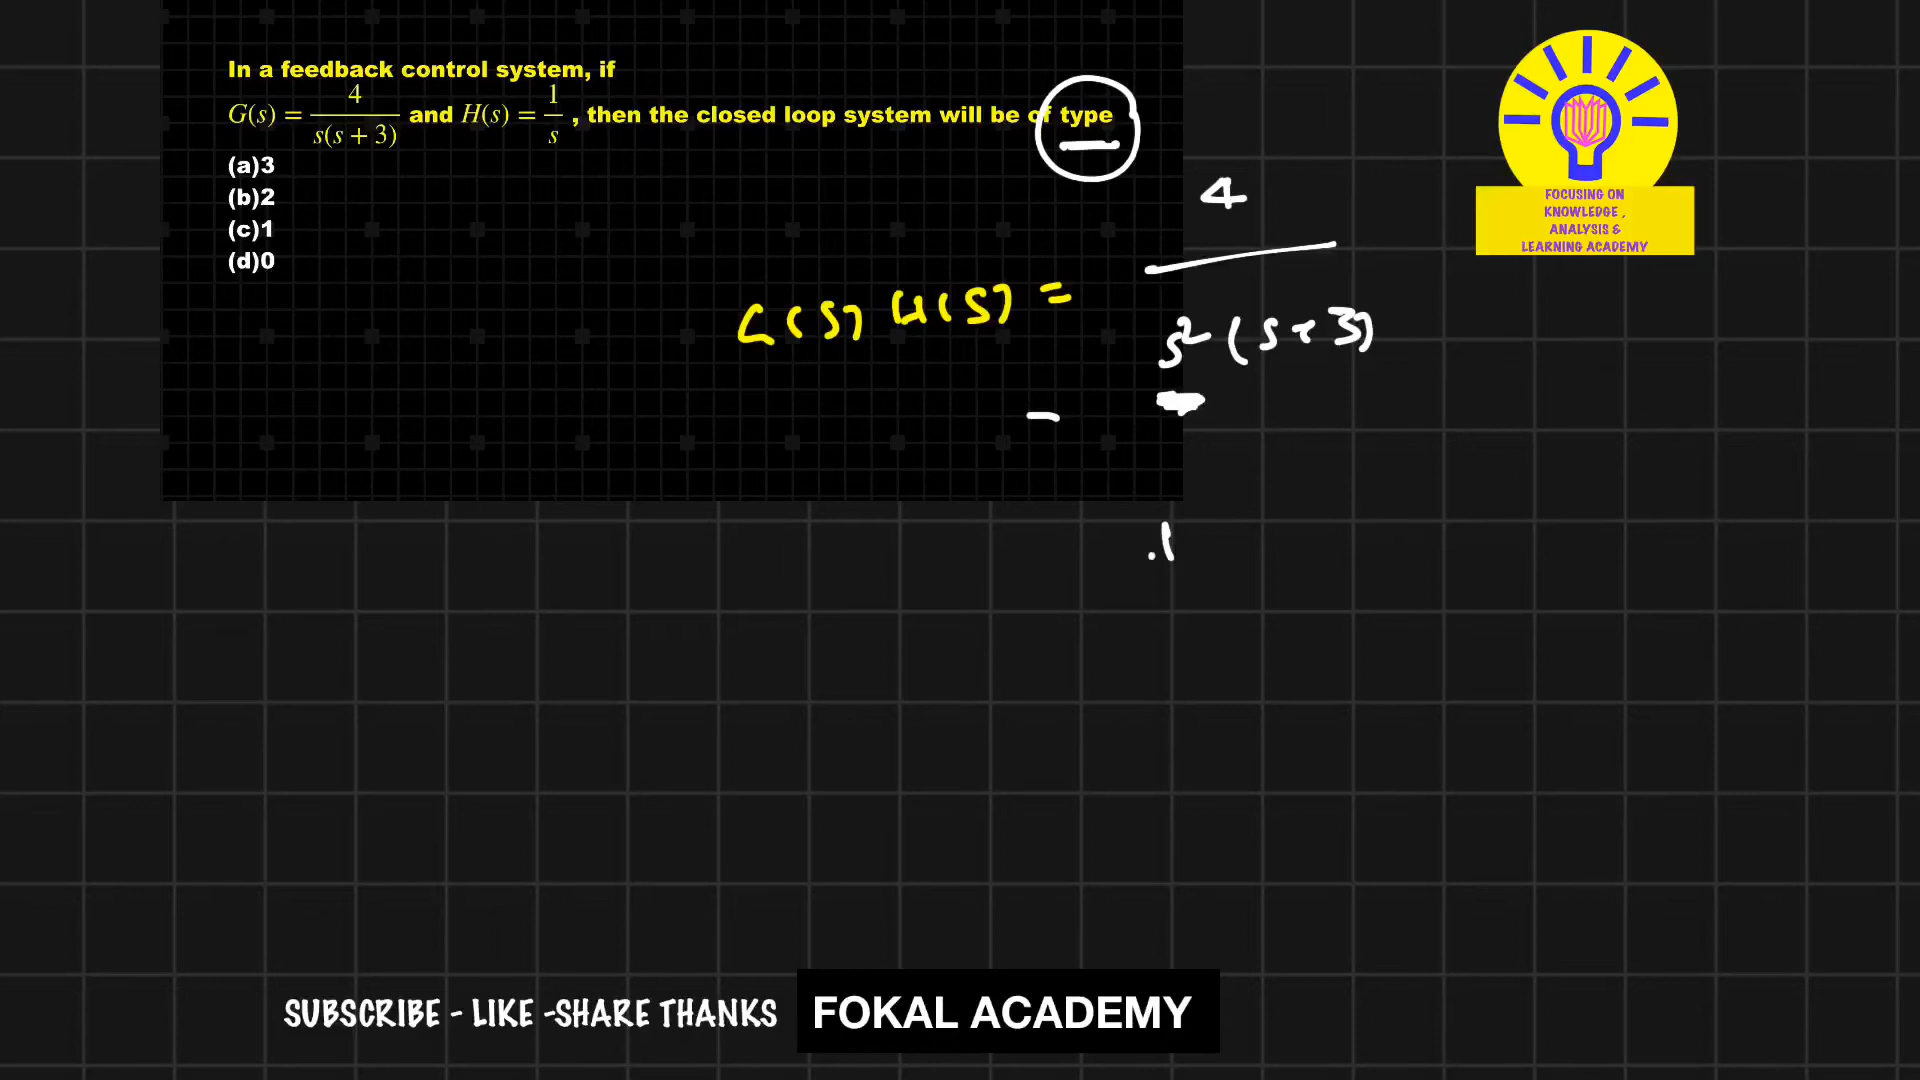 In a feedback control system, if
G(s) = 4/(s(s + 3)) and H(s) = 1/s , then the closed loop system will be of type
(a)3
(b)2
(c)1
(d)0
G(s) H(s) = 4/(s²(s+3))
FOCUSING ON
KNOWLEDGE ,
ANALYSIS &
LEARNING ACADEMY
SUBSCRIBE - LIKE -SHARE THANKS
FOKAL ACADEMY